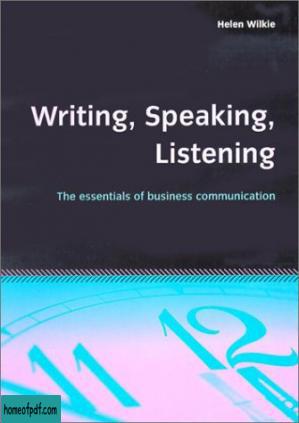 Helen Wilkie
Writing, Speaking,
Listening
The essentials of business communication
11
12
homeofpdf.com